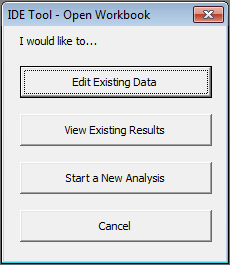 IDE Tool - Open Workbook
I would like to...
Edit Existing Data
View Existing Results
Start a New Analysis
Cancel